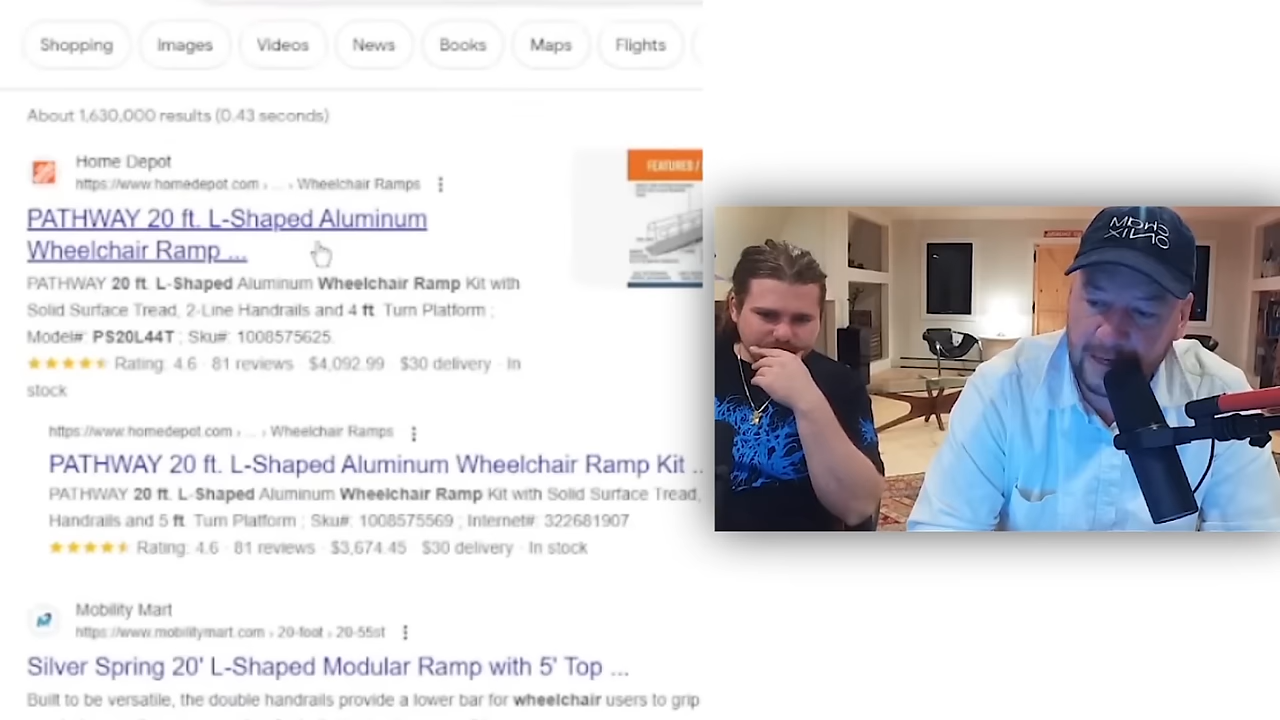 Shopping
Images
Videos
News
Books
Maps
Flights
About 1,630,000 results (0.43 seconds)
Home Depot
https://www.homedepot.com › ... › Wheelchair Ramps
PATHWAY 20 ft. L-Shaped Aluminum
Wheelchair Ramp ...
PATHWAY 20 ft. L-Shaped Aluminum Wheelchair Ramp Kit with
Solid Surface Tread, 2-Line Handrails and 4 ft. Turn Platform ;
Model#: PS20L44T ; Sku#: 1008575625.
Rating: 4.6 · 81 reviews · $4,092.99 · $30 delivery · In
stock
FEATURES /
https://www.homedepot.com › ... › Wheelchair Ramps
PATHWAY 20 ft. L-Shaped Aluminum Wheelchair Ramp Kit ...
PATHWAY 20 ft. L-Shaped Aluminum Wheelchair Ramp Kit with Solid Surface Tread,
Handrails and 5 ft. Turn Platform ; Sku#: 1008575569 ; Internet#: 322681907
Rating: 4.6 · 81 reviews · $3,674.45 · $30 delivery · In stock
Mobility Mart
https://www.mobilitymart.com › 20-foot › 20-55st
Silver Spring 20' L-Shaped Modular Ramp with 5' Top ...
Built to be versatile, the double handrails provide a lower bar for wheelchair users to grip